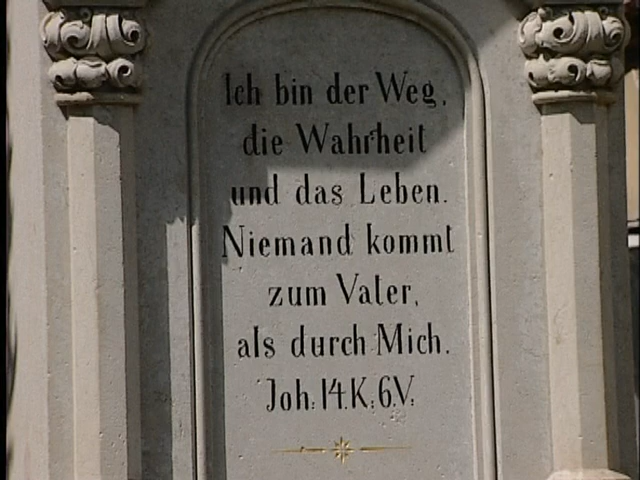 Ich bin der Weg,
die Wahrheit
und das Leben.
Niemand kommt
zum Vater,
als durch Mich.
Joh: 14.K: 6.V: